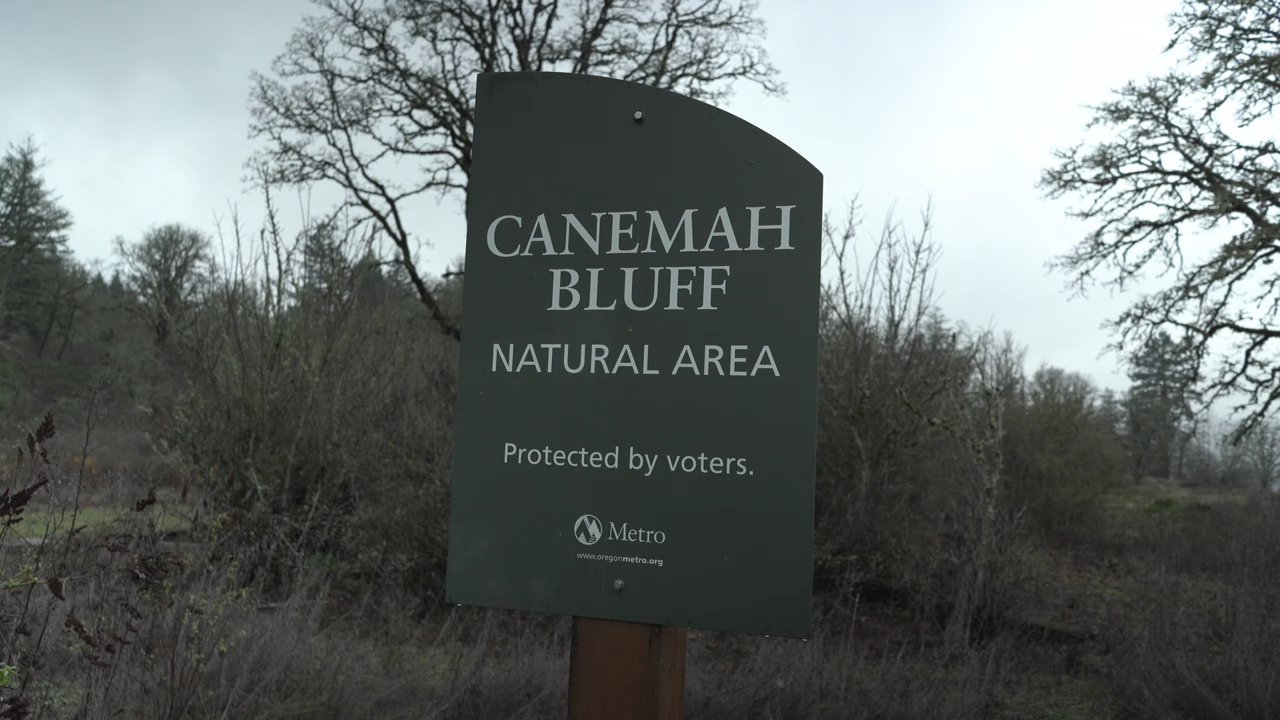 CANEMAH
BLUFF
NATURAL AREA
Protected by voters.
Metro
www.oregonmetro.org